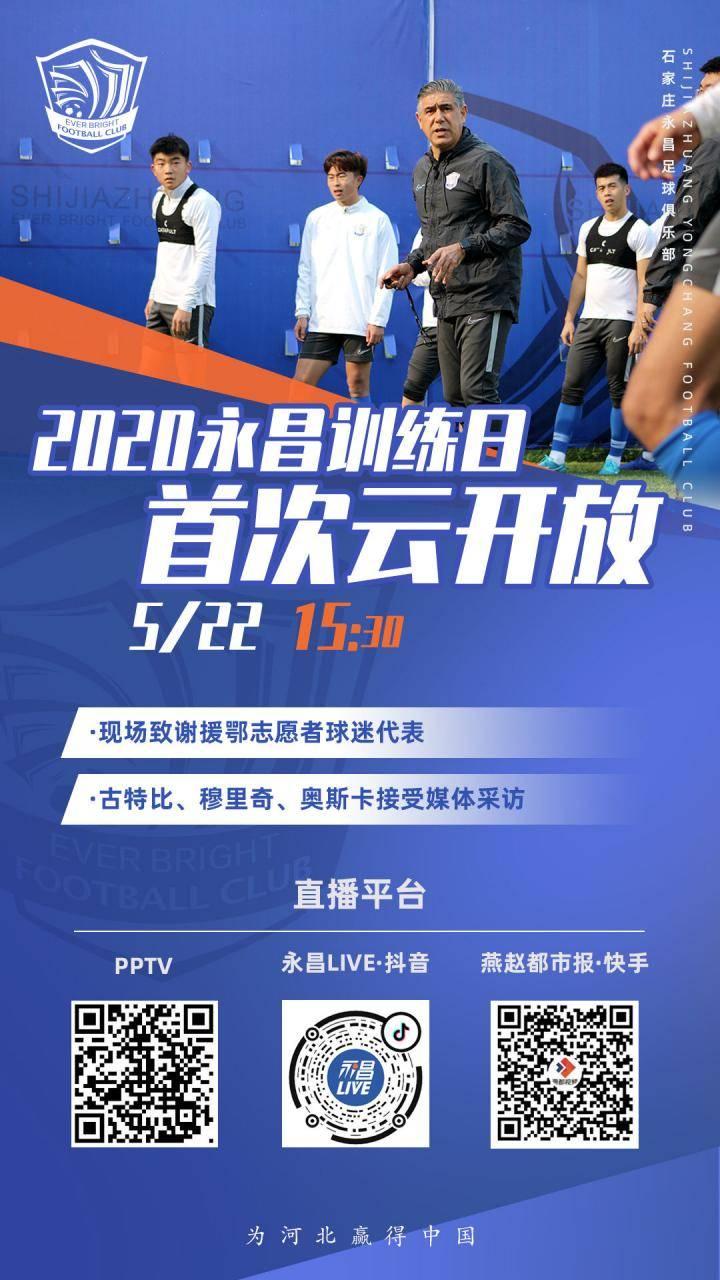 EVER BRIGHT
FOOTBALL CLUB
SHIJIAZHUANG YONGCHANG FOOTBALL CLUB
石家庄永昌足球俱乐部
SHIJIAZHUANG
EVER BRIGHT FOOTBALL CLUB
CATAPULT
2020永昌训练日
首次云开放
5/22 15:30
·现场致谢援鄂志愿者球迷代表
·古特比、穆里奇、奥斯卡接受媒体采访
EVER BRIGHT
FOOTBALL CLUB
直播平台
PPTV
永昌LIVE·抖音
燕赵都市报·快手
永昌
LIVE
为河北赢得中国